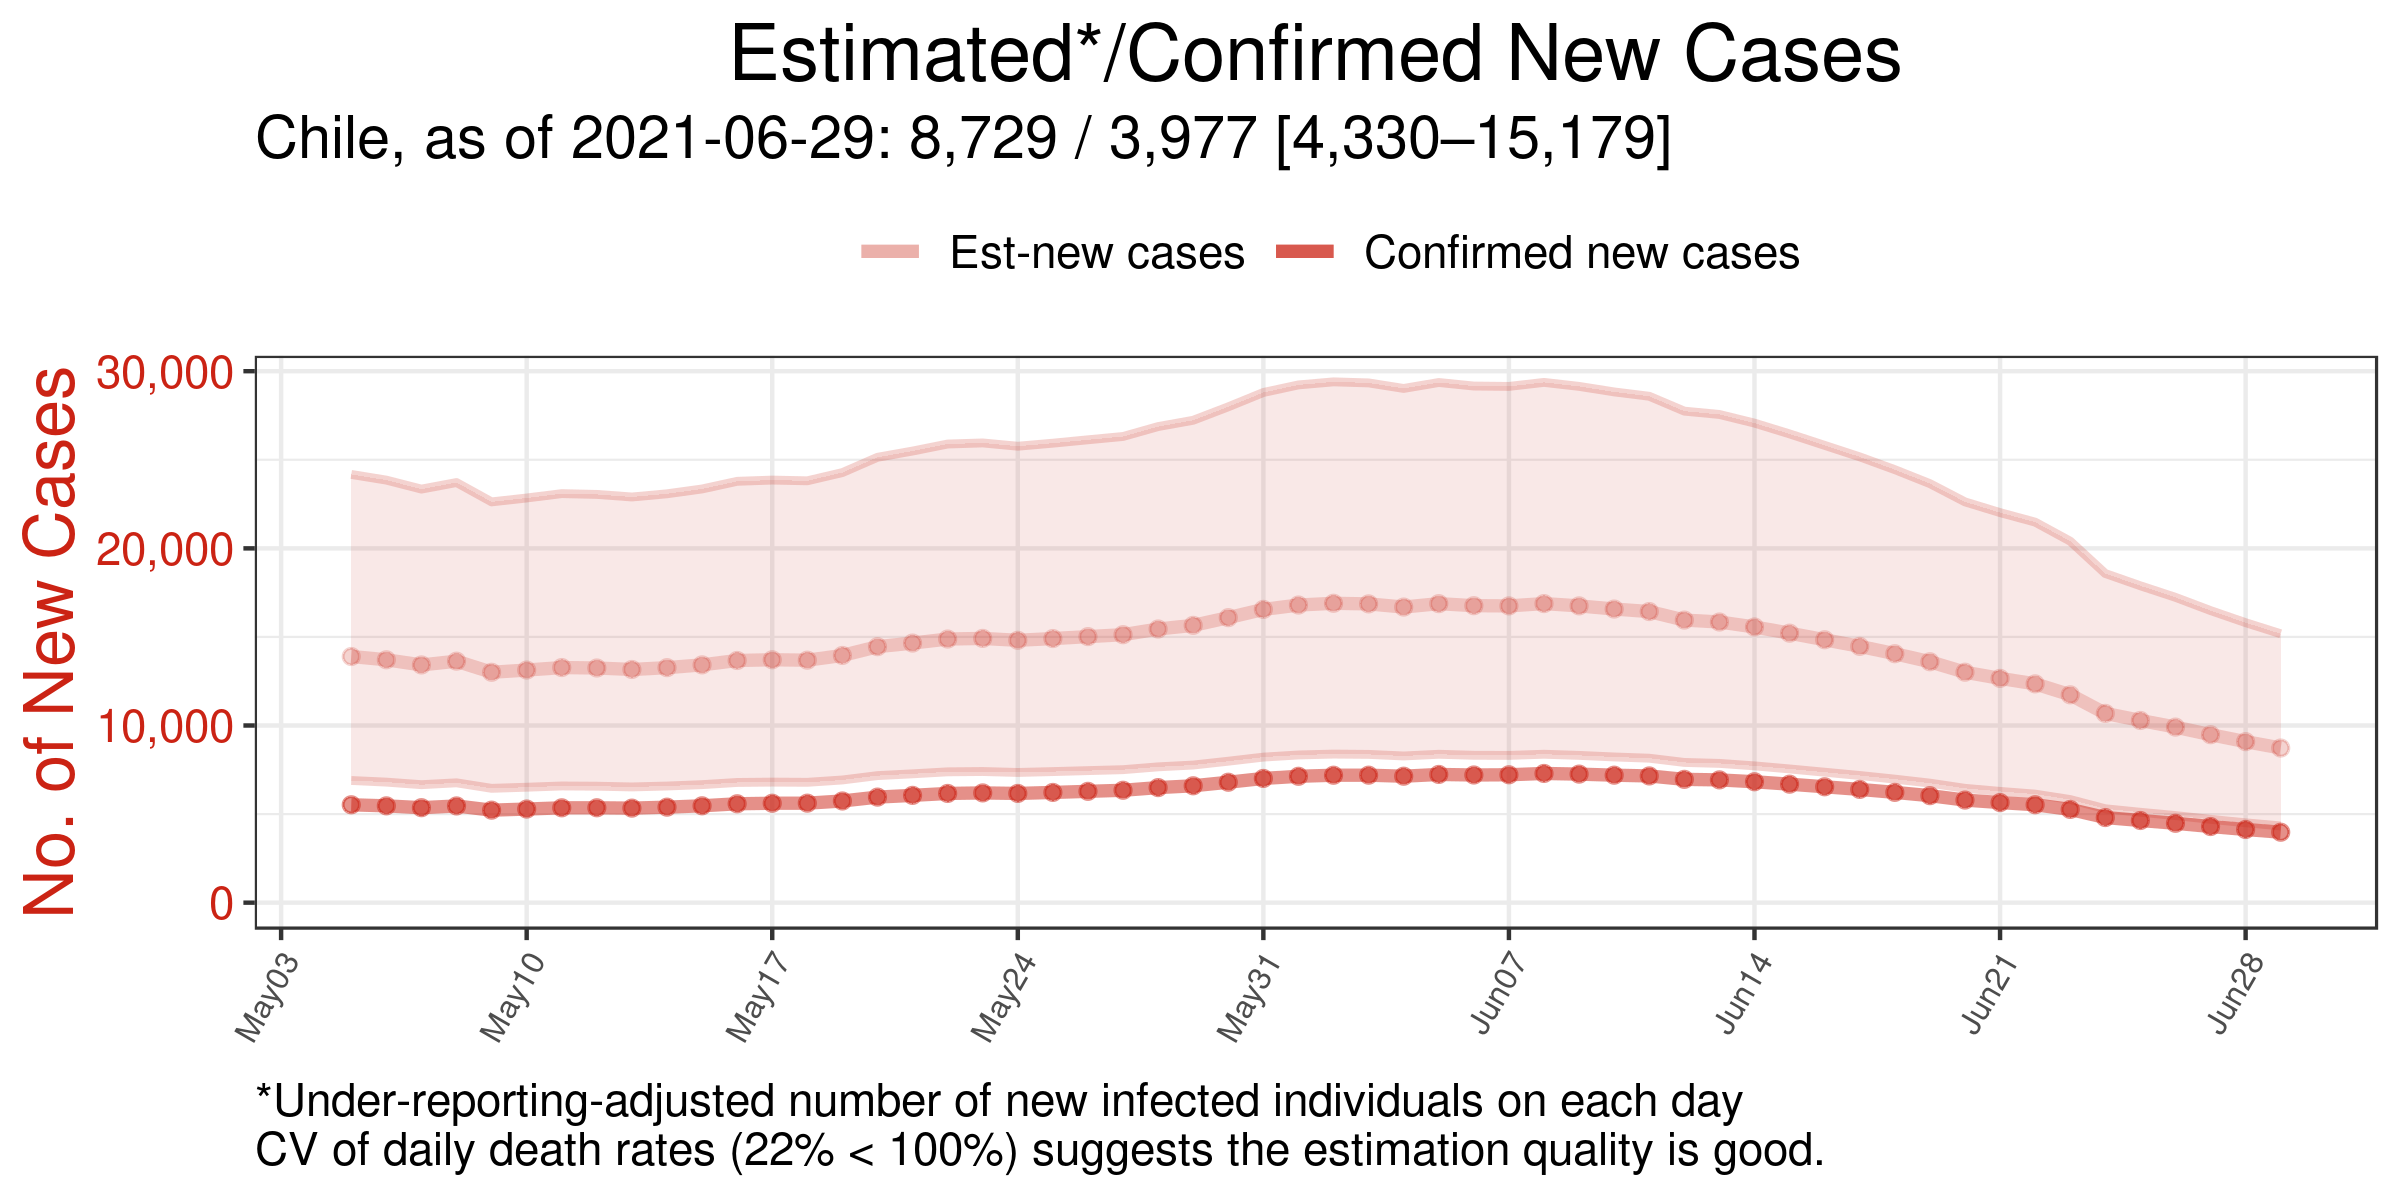 Estimated*/Confirmed New Cases
Chile, as of 2021-06-29: 8,729 / 3,977 [4,330–15,179]
Est-new cases
Confirmed new cases
No. of New Cases
30,000
20,000
10,000
0
May03
May10
May17
May24
May31
Jun07
Jun14
Jun21
Jun28
*Under-reporting-adjusted number of new infected individuals on each day
CV of daily death rates (22% < 100%) suggests the estimation quality is good.